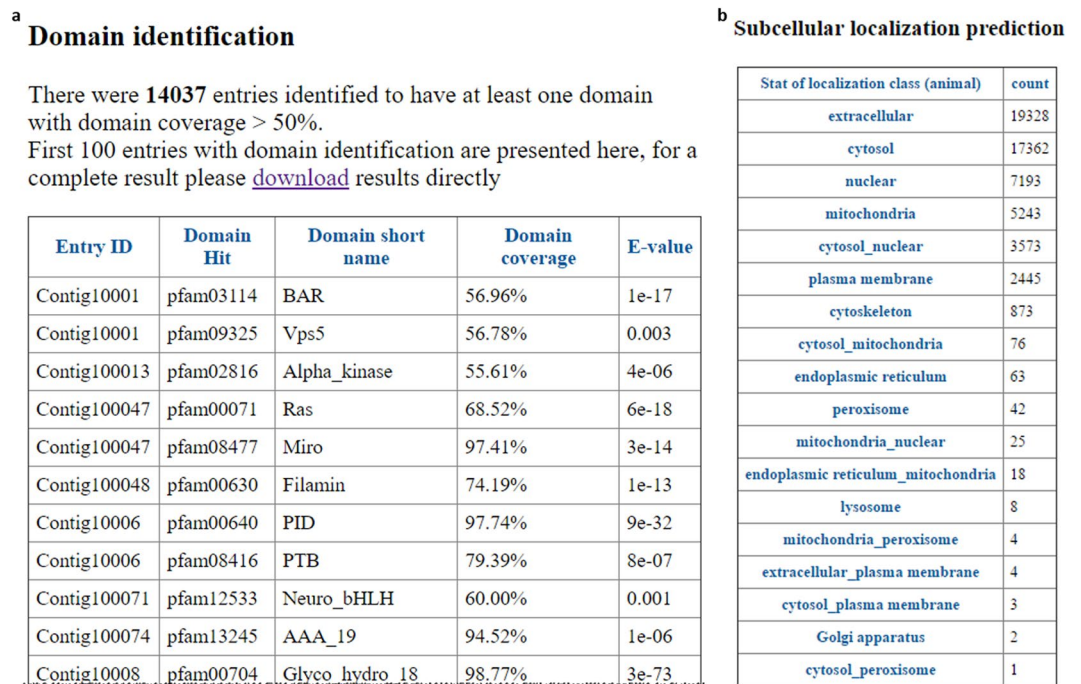 a
Domain identification
There were 14037 entries identified to have at least one domain
with domain coverage > 50%.
First 100 entries with domain identification are presented here, for a
complete result please download results directly
Entry ID Domain Hit Domain short name Domain coverage E-value
Contig10001 pfam03114 BAR 56.96% 1e-17
Contig10001 pfam09325 Vps5 56.78% 0.003
Contig100013 pfam02816 Alpha_kinase 55.61% 4e-06
Contig100047 pfam00071 Ras 68.52% 6e-18
Contig100047 pfam08477 Miro 97.41% 3e-14
Contig100048 pfam00630 Filamin 74.19% 1e-13
Contig10006 pfam00640 PID 97.74% 9e-32
Contig10006 pfam08416 PTB 79.39% 8e-07
Contig100071 pfam12533 Neuro_bHLH 60.00% 0.001
Contig100074 pfam13245 AAA_19 94.52% 1e-06
Contig10008 pfam00704 Glyco_hydro_18 98.77% 3e-73
b
Subcellular localization prediction
Stat of localization class (animal) count
extracellular 19328
cytosol 17362
nuclear 7193
mitochondria 5243
cytosol_nuclear 3573
plasma membrane 2445
cytoskeleton 873
cytosol_mitochondria 76
endoplasmic reticulum 63
peroxisome 42
mitochondria_nuclear 25
endoplasmic reticulum_mitochondria 18
lysosome 8
mitochondria_peroxisome 4
extracellular_plasma membrane 4
cytosol_plasma membrane 3
Golgi apparatus 2
cytosol_peroxisome 1